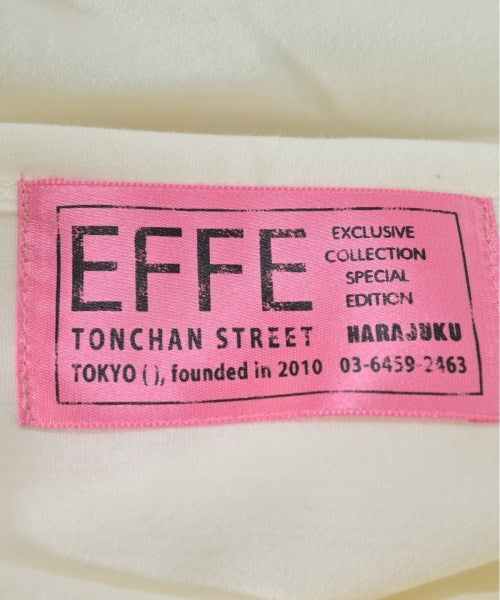 EFFE
EXCLUSIVE
COLLECTION
SPECIAL
EDITION
TONCHAN STREET HARAJUKU
TOKYO ( ), founded in 2010 03-6459-2463